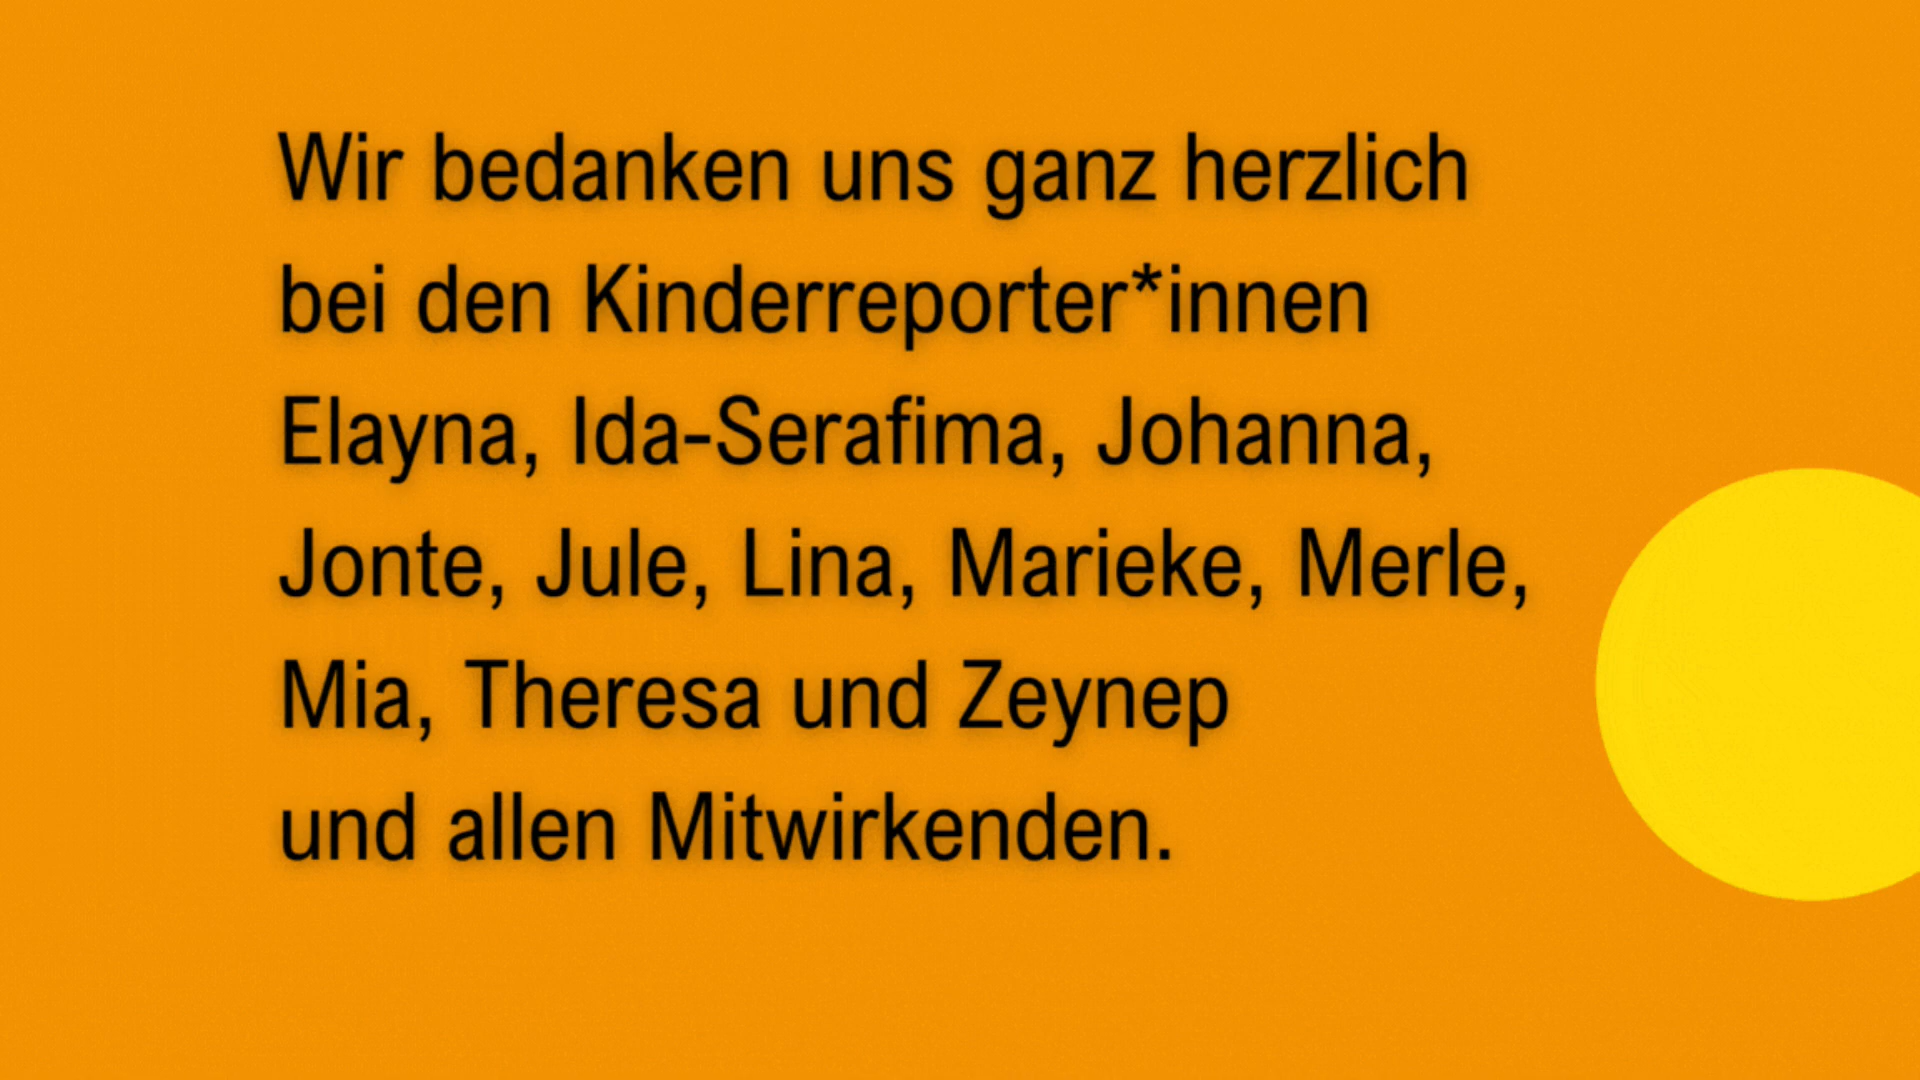 Wir bedanken uns ganz herzlich
bei den Kinderreporter*innen
Elayna, Ida-Serafima, Johanna,
Jonte, Jule, Lina, Marieke, Merle,
Mia, Theresa und Zeynep
und allen Mitwirkenden.